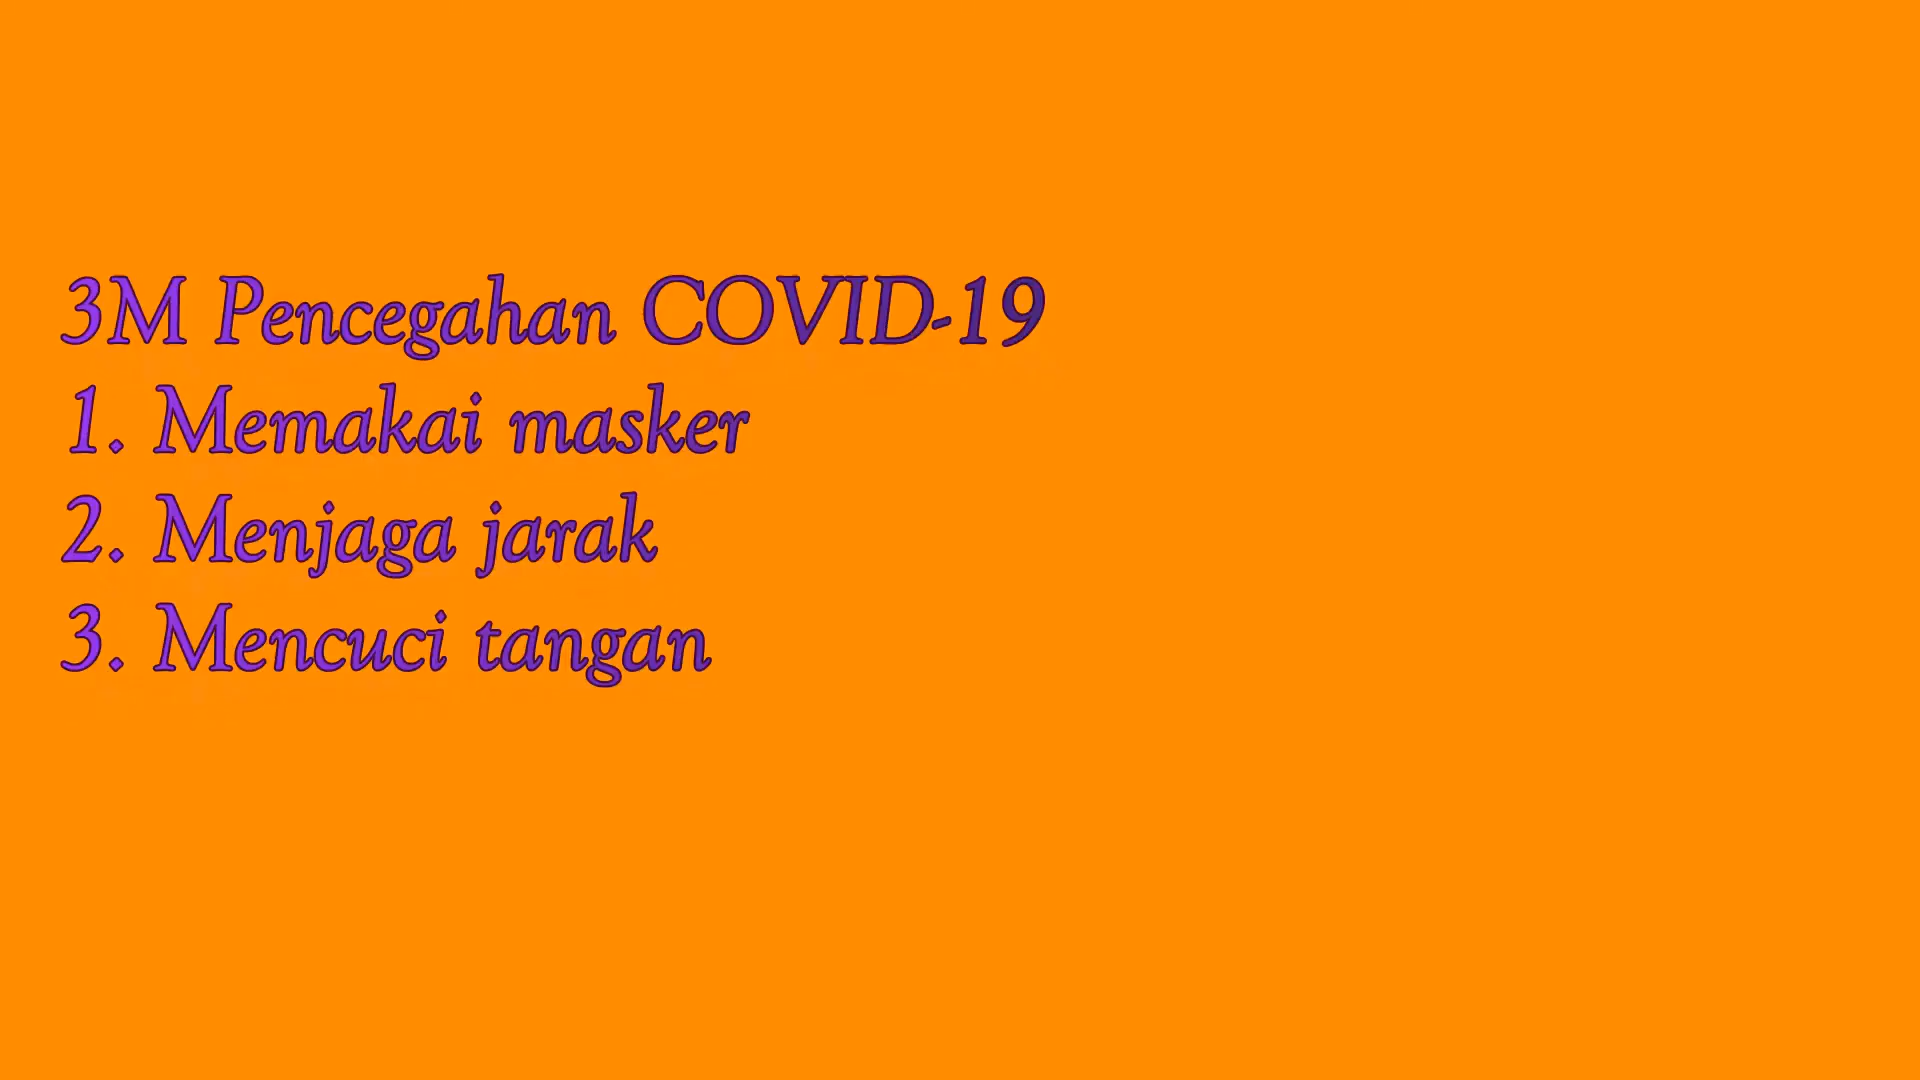 3M Pencegahan COVID-19
1. Memakai masker
2. Menjaga jarak
3. Mencuci tangan